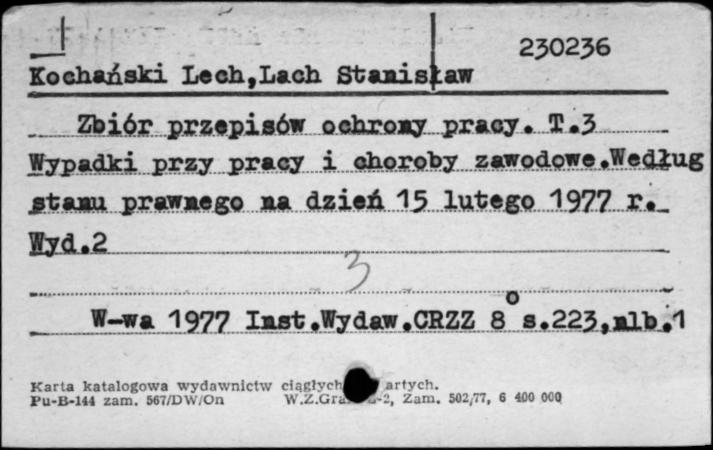 230236
Kochański Lech,Lach Stanisław
Zbiór przepisów ochrony pracy. T.3
Wypadki przy pracy i choroby zawodowe.Według
stanu prawnego na dzień 15 lutego 1977 r.
Wyd.2
3
W-wa 1977 Inst.Wydaw.CRZZ 8° s.223,nlb.1
Karta katalogowa wydawnictw ciągłych artych.
Pu-B-144 zam. 567/DW/On W.Z.Gra -2, Zam. 502/77, 6 400 000